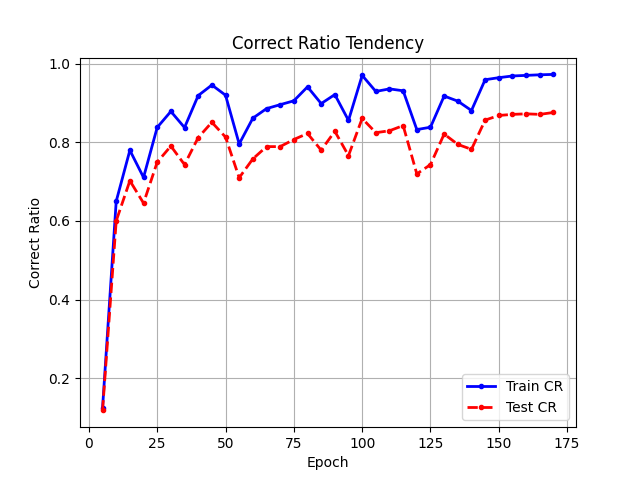 Correct Ratio Tendency
1.0
0.8
0.6
0.4
0.2
Correct Ratio
0 25 50 75 100 125 150 175
Epoch
Train CR
Test CR